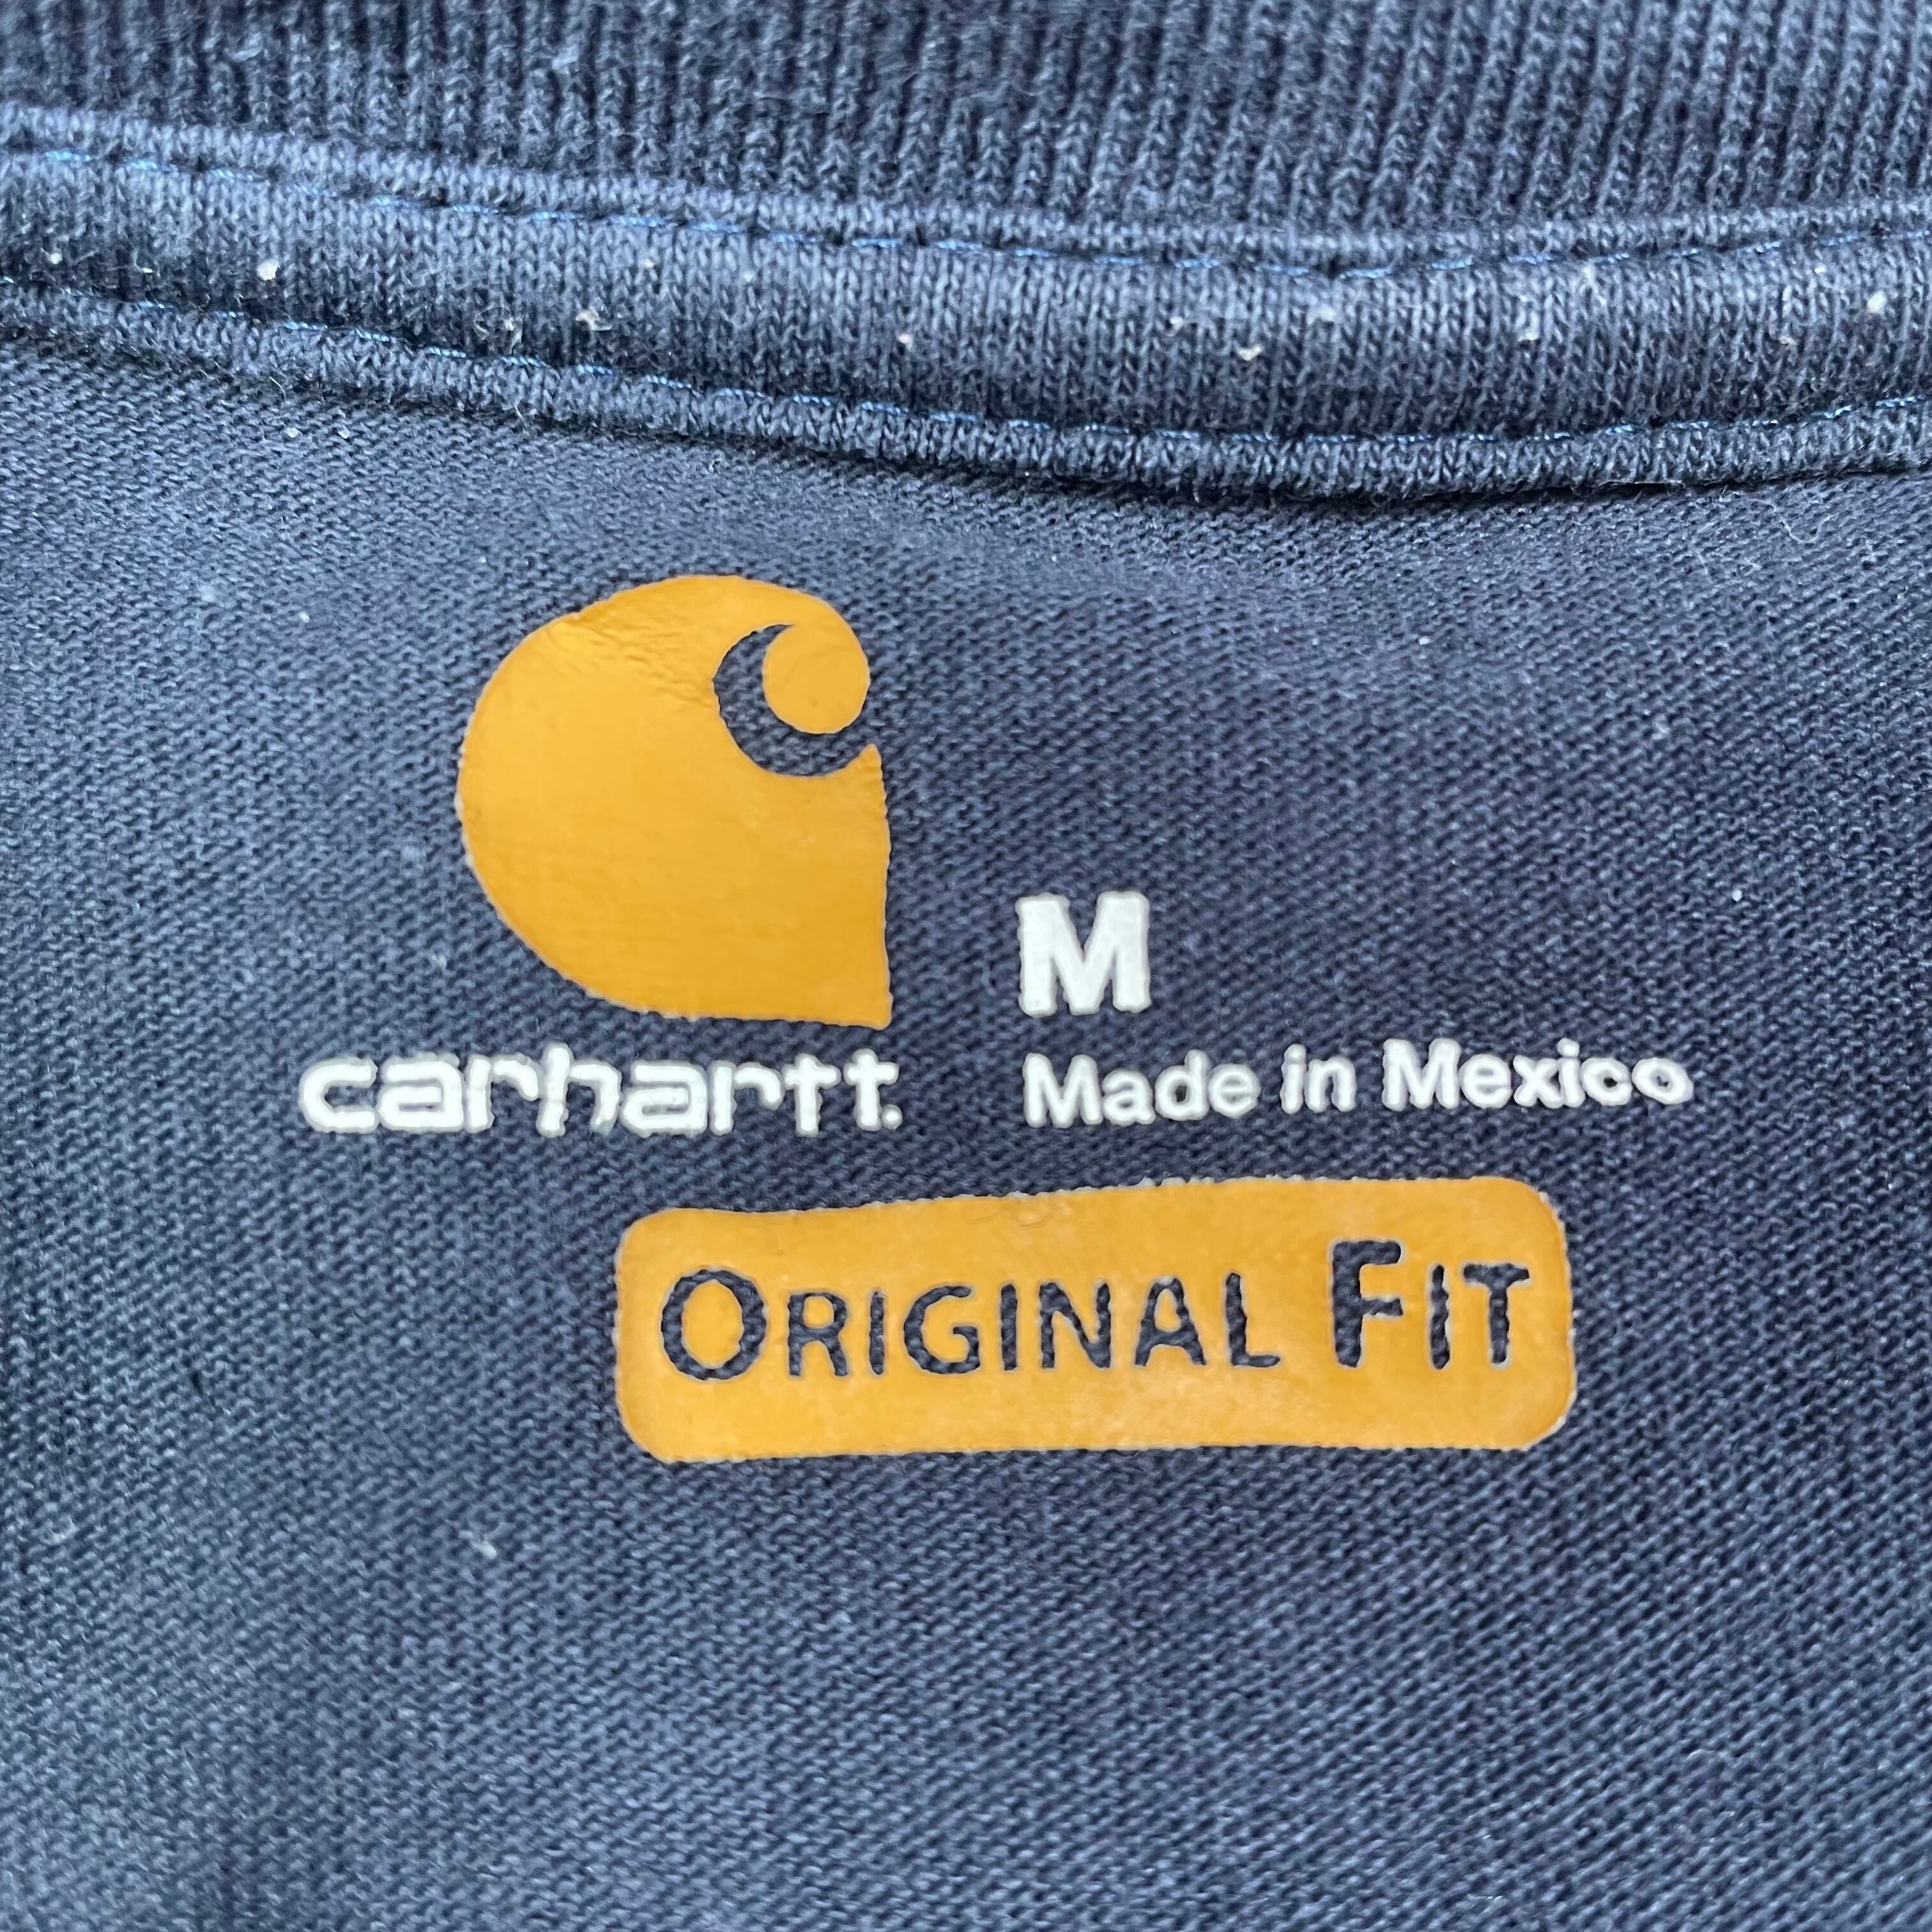 M
carhartt.
Made in Mexico
ORIGINAL FIT